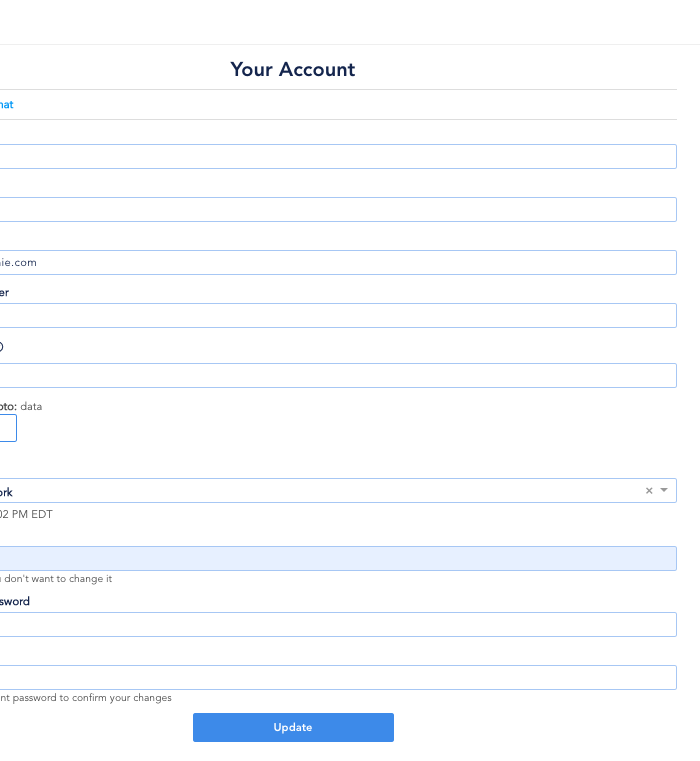 Your Account
hat
ie.com
er
oto: data
ork
02 PM EDT
don't want to change it
sword
nt password to confirm your changes
Update